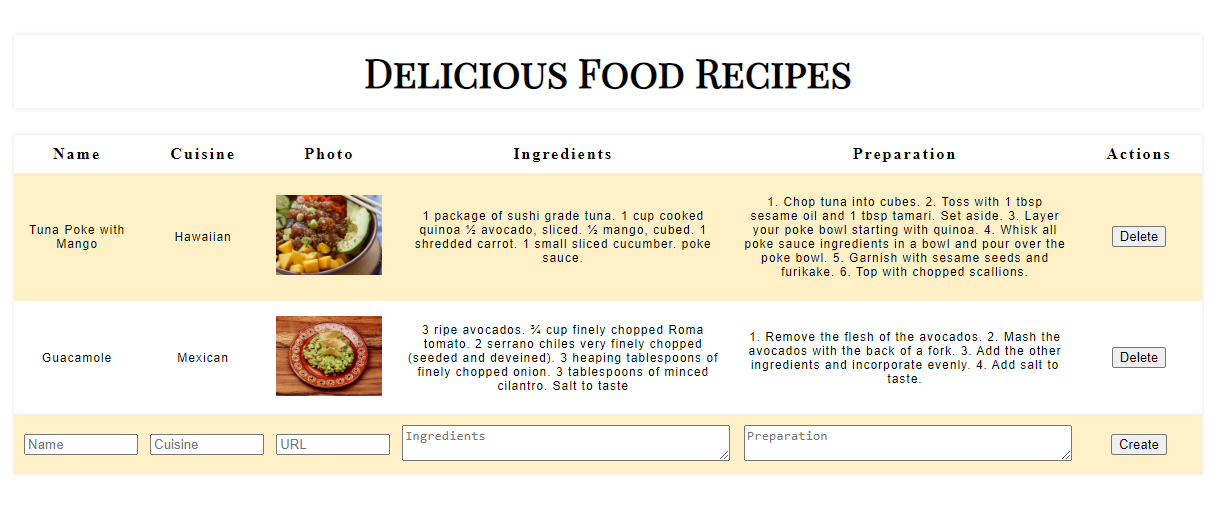 Delicious Food Recipes
Name Cuisine Photo Ingredients Preparation Actions
Tuna Poke with
Mango
Hawaiian
1 package of sushi grade tuna. 1 cup cooked
quinoa ½ avocado, sliced. ½ mango, cubed. 1
shredded carrot. 1 small sliced cucumber. poke
sauce.
1. Chop tuna into cubes. 2. Toss with 1 tbsp
sesame oil and 1 tbsp tamari. Set aside. 3. Layer
your poke bowl starting with quinoa. 4. Whisk all
poke sauce ingredients in a bowl and pour over the
poke bowl. 5. Garnish with sesame seeds and
furikake. 6. Top with chopped scallions.
Delete
Guacamole
Mexican
3 ripe avocados. ¾ cup finely chopped Roma
tomato. 2 serrano chiles very finely chopped
(seeded and deveined). 3 heaping tablespoons of
finely chopped onion. 3 tablespoons of minced
cilantro. Salt to taste
1. Remove the flesh of the avocados. 2. Mash the
avocados with the back of a fork. 3. Add the other
ingredients and incorporate evenly. 4. Add salt to
taste.
Delete
Name Cuisine URL Ingredients Preparation Create